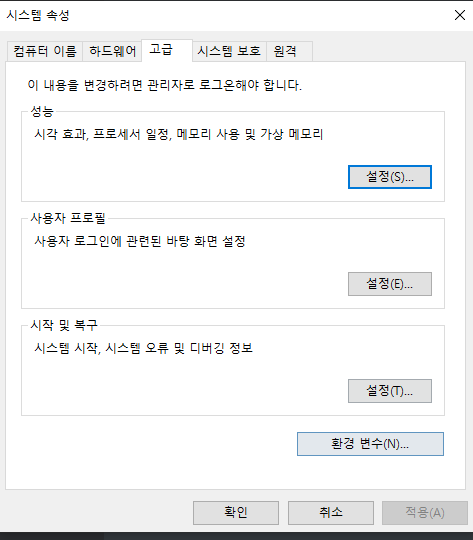 시스템 속성
컴퓨터 이름 하드웨어 고급 시스템 보호 원격
이 내용을 변경하려면 관리자로 로그온해야 합니다.
성능
시각 효과, 프로세서 일정, 메모리 사용 및 가상 메모리
설정(S)...
사용자 프로필
사용자 로그인에 관련된 바탕 화면 설정
설정(E)...
시작 및 복구
시스템 시작, 시스템 오류 및 디버깅 정보
설정(T)...
환경 변수(N)...
확인 취소 적용(A)